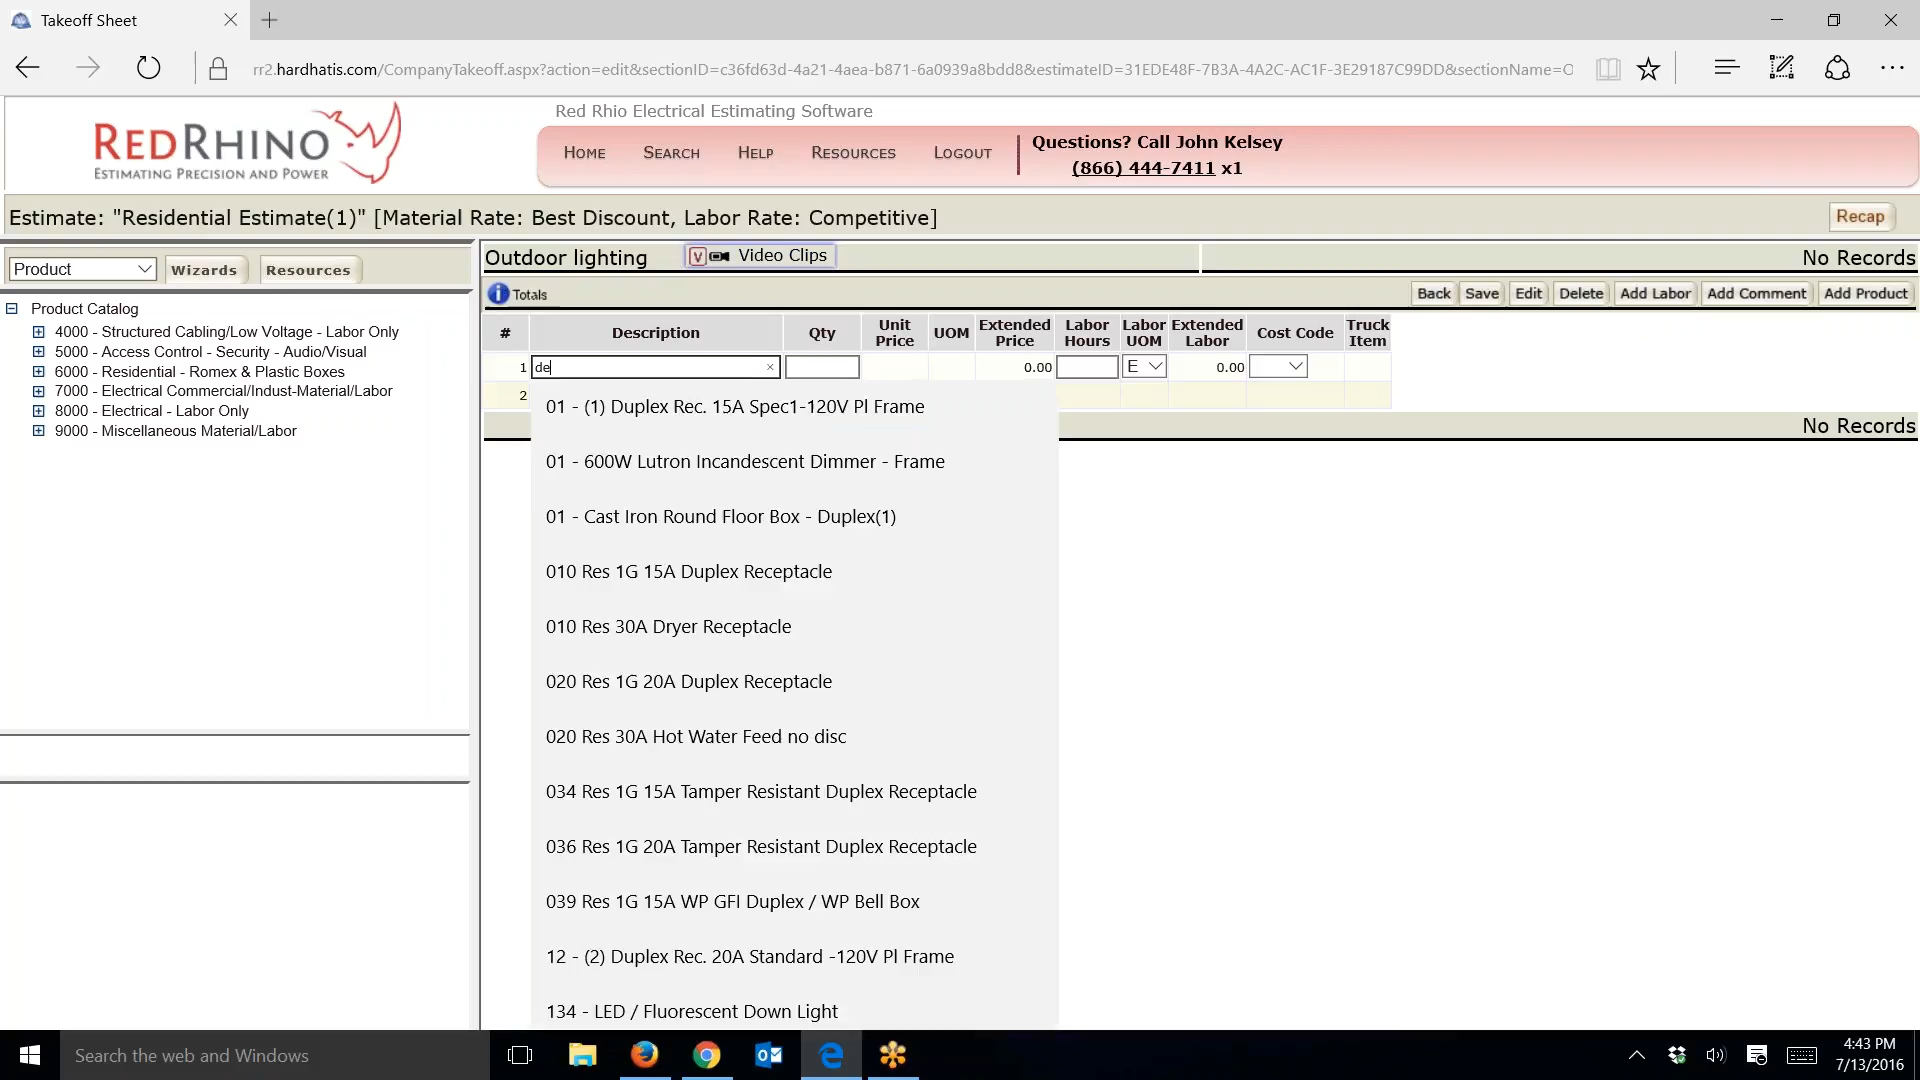 Takeoff Sheet
rr2.hardhatis.com/CompanyTakeoff.aspx?action=edit&sectionID=c36fd63d-4a21-4aea-b871-6a0939a8bdd8&estimateID=31EDE48F-7B3A-4A2C-AC1F-3E29187C99DD&sectionName=O
Red Rhio Electrical Estimating Software
REDRHINO
ESTIMATING PRECISION AND POWER
HOME SEARCH HELP RESOURCES LOGOUT
Questions? Call John Kelsey
(866) 444-7411 x1
Estimate: "Residential Estimate(1)" [Material Rate: Best Discount, Labor Rate: Competitive]
Recap
Product Wizards Resources
Outdoor lighting V Video Clips No Records
i Totals Back Save Edit Delete Add Labor Add Comment Add Product
Product Catalog
4000 - Structured Cabling/Low Voltage - Labor Only
5000 - Access Control - Security - Audio/Visual
6000 - Residential - Romex & Plastic Boxes
7000 - Electrical Commercial/Indust-Material/Labor
8000 - Electrical - Labor Only
9000 - Miscellaneous Material/Labor
# Description Qty Unit Price UOM Extended Price Labor Hours Labor UOM Extended Labor Cost Code Truck Item
1 de 0.00 E 0.00
2
No Records
01 - (1) Duplex Rec. 15A Spec1-120V Pl Frame
01 - 600W Lutron Incandescent Dimmer - Frame
01 - Cast Iron Round Floor Box - Duplex(1)
010 Res 1G 15A Duplex Receptacle
010 Res 30A Dryer Receptacle
020 Res 1G 20A Duplex Receptacle
020 Res 30A Hot Water Feed no disc
034 Res 1G 15A Tamper Resistant Duplex Receptacle
036 Res 1G 20A Tamper Resistant Duplex Receptacle
039 Res 1G 15A WP GFI Duplex / WP Bell Box
12 - (2) Duplex Rec. 20A Standard -120V Pl Frame
134 - LED / Fluorescent Down Light
Search the web and Windows
4:43 PM
7/13/2016